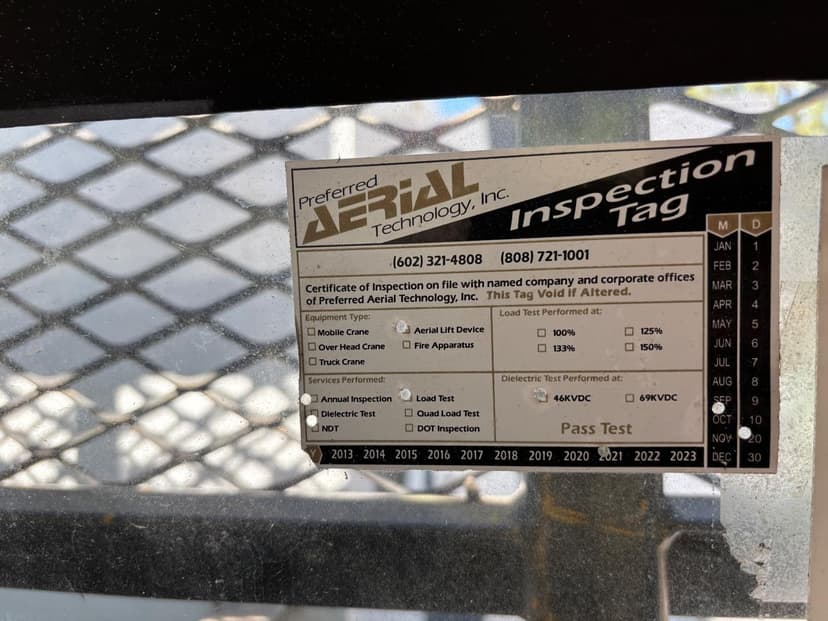 Preferred
AERIAL
Technology, Inc.
Inspection
Tag
M D
(602) 321-4808 (808) 721-1001
Certificate of Inspection on file with named company and corporate offices
of Preferred Aerial Technology, Inc. This Tag Void if Altered.
Equipment Type:
Mobile Crane
Aerial Lift Device
Over Head Crane
Fire Apparatus
Truck Crane
Load Test Performed at:
100%
125%
133%
150%
Services Performed:
Annual Inspection
Load Test
Dielectric Test
Quad Load Test
NDT
DOT Inspection
Dielectric Test Performed at:
46KVDC
69KVDC
Pass Test
Y 2013 2014 2015 2016 2017 2018 2019 2020 2021 2022 2023
JAN 1
FEB 2
MAR 3
APR 4
MAY 5
JUN 6
JUL 7
AUG 8
SEP 9
OCT 10
NOV 20
DEC 30